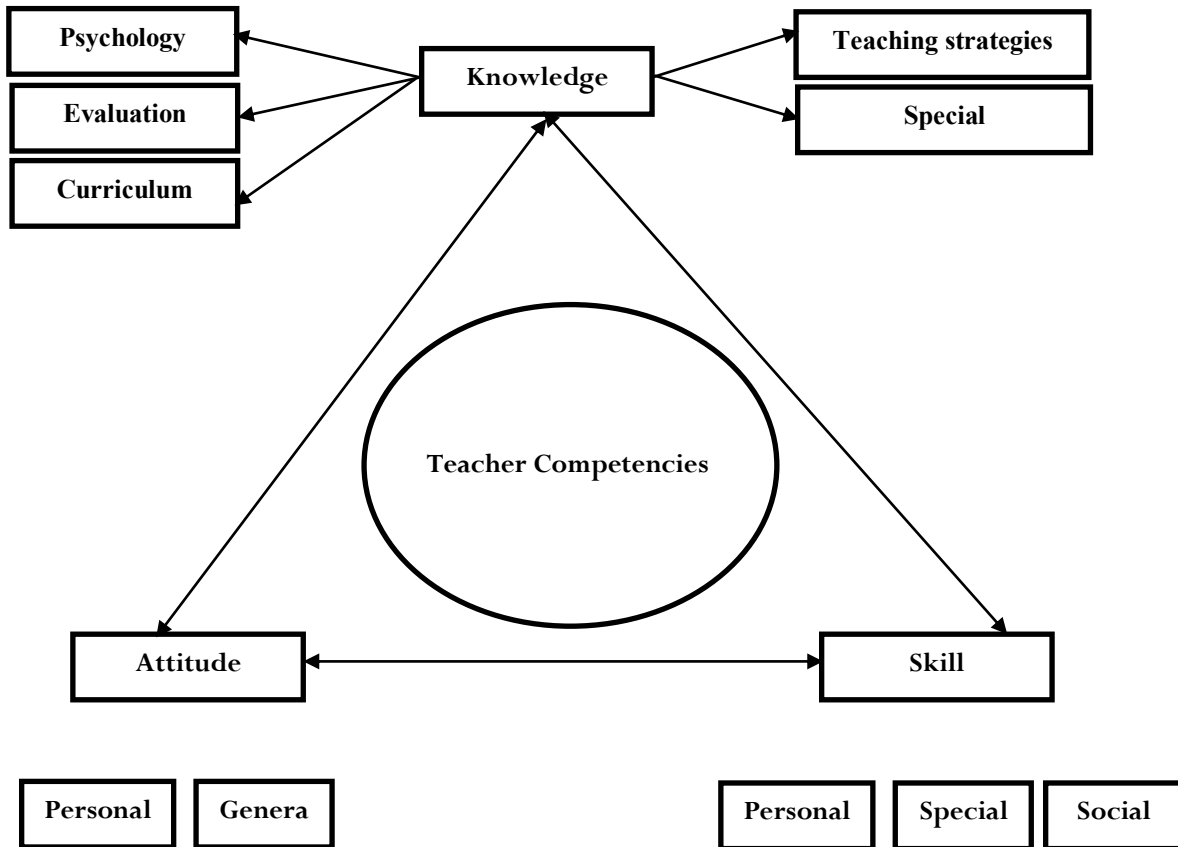 Psychology
Teaching strategies
Knowledge
Evaluation
Special
Curriculum
Teacher Competencies
Attitude
Skill
Personal
Genera
Personal
Special
Social